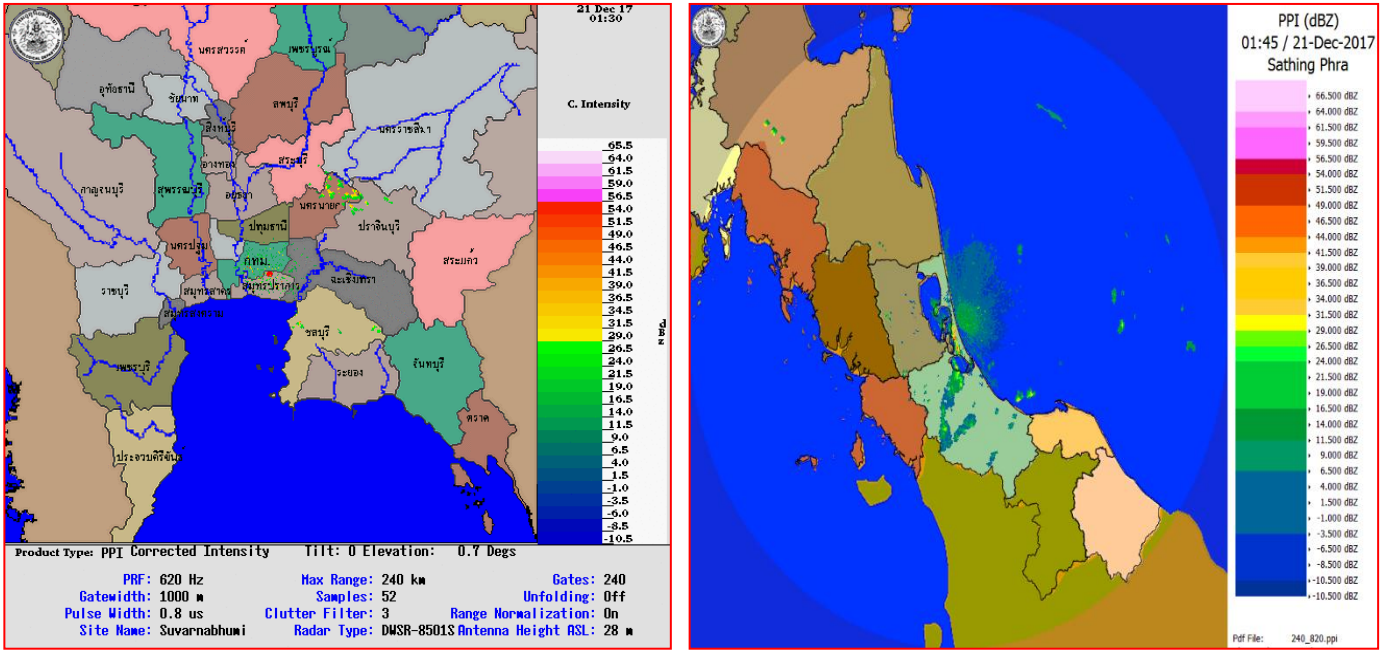 21 Dec 17
01:30
C. Intensity
65.5
64.0
61.5
59.0
56.5
54.0
51.5
49.0
46.5
44.0
41.5
39.0
36.5
34.0
31.5
29.0
26.5
24.0
21.5
19.0
16.5
14.0
11.5
9.0
6.5
4.0
1.5
-1.0
-3.5
-6.0
-8.5
-10.5
นครสวรรค์
เพชรบูรณ์
อุทัยธานี
ชัยนาท
ลพบุรี
สิงห์บุรี
นครราชสีมา
อ่างทอง
สระบุรี
กาญจนบุรี
สุพรรณบุรี
อยุธยา
นครนายก
ปทุมธานี
ปราจีนบุรี
นครปฐม
กทม.
สระแก้ว
ราชบุรี
สมุทรสาคร
สมุทรปราการ
ฉะเชิงเทรา
สมุทรสงคราม
ชลบุรี
เพชรบุรี
ระยอง
จันทบุรี
ตราด
ประจวบคีรีขันธ์
Product Type: PPI Corrected Intensity Tilt: 0 Elevation: 0.7 Degs
PRF: 620 Hz Max Range: 240 km Gates: 240
Gatewidth: 1000 m Samples: 52 Unfolding: Off
Pulse Width: 0.8 us Clutter Filter: 3 Range Normalization: On
Site Name: Suvarnabhumi Radar Type: DWSR-8501S Antenna Height ASL: 28 m
PPI (dBZ)
01:45 / 21-Dec-2017
Sathing Phra
66.500 dBZ
64.000 dBZ
61.500 dBZ
59.500 dBZ
56.500 dBZ
54.000 dBZ
51.500 dBZ
49.000 dBZ
46.500 dBZ
44.000 dBZ
41.500 dBZ
39.000 dBZ
36.500 dBZ
34.000 dBZ
31.500 dBZ
29.000 dBZ
26.500 dBZ
24.000 dBZ
21.500 dBZ
19.000 dBZ
16.500 dBZ
14.000 dBZ
11.500 dBZ
9.000 dBZ
6.500 dBZ
4.000 dBZ
1.500 dBZ
-1.000 dBZ
-3.500 dBZ
-6.500 dBZ
-8.500 dBZ
-10.500 dBZ
-10.500 dBZ
Pdf File: 240_820.ppi